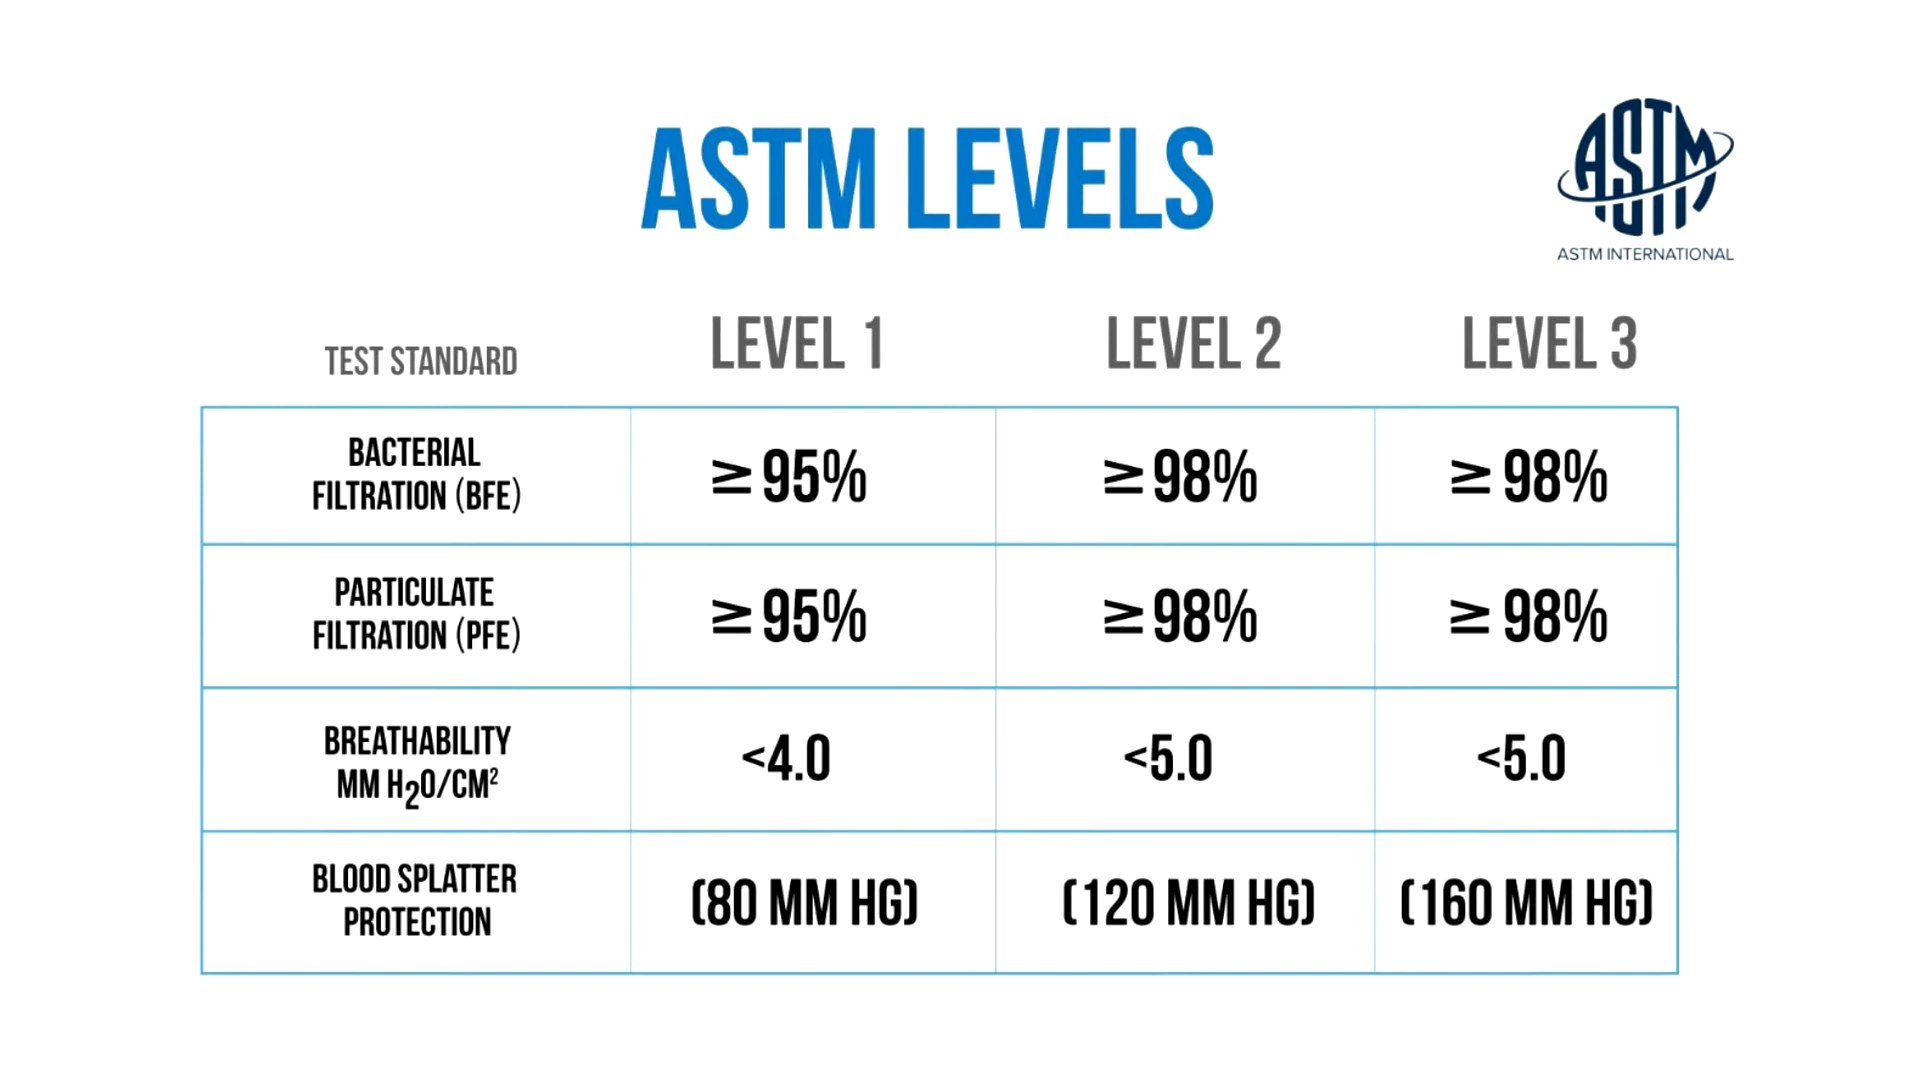 ASTM LEVELS
ASTM
ASTM INTERNATIONAL
TEST STANDARD
LEVEL 1
LEVEL 2
LEVEL 3
BACTERIAL
FILTRATION (BFE)
≥ 95%
≥ 98%
≥ 98%
PARTICULATE
FILTRATION (PFE)
≥ 95%
≥ 98%
≥ 98%
BREATHABILITY
MM H₂O/CM²
<4.0
<5.0
<5.0
BLOOD SPLATTER
PROTECTION
(80 MM HG)
(120 MM HG)
(160 MM HG)